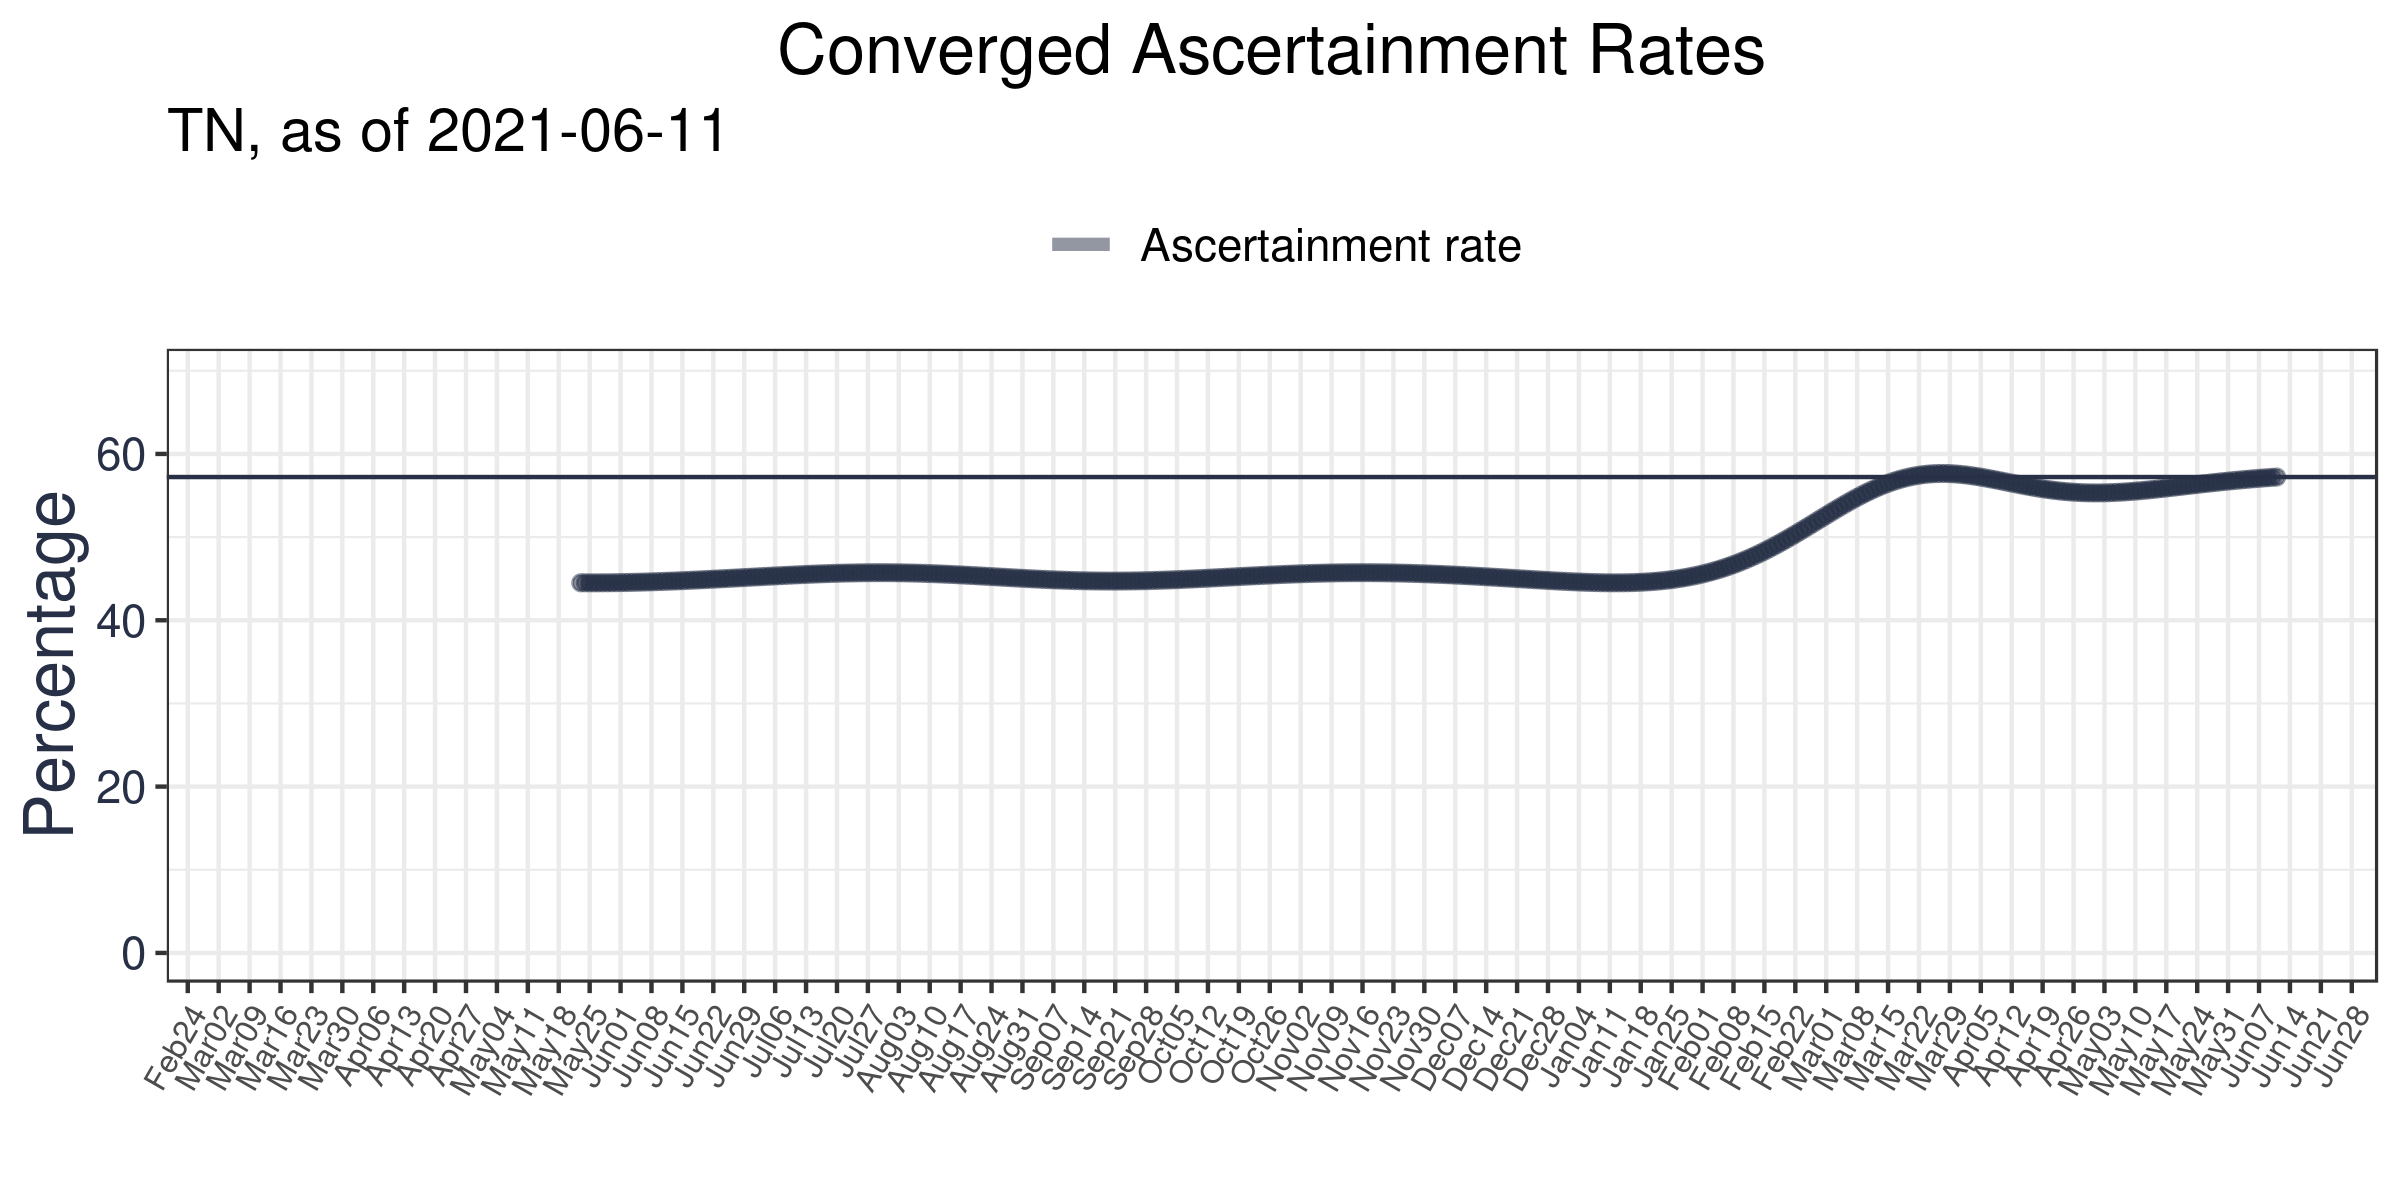 Converged Ascertainment Rates
TN, as of 2021-06-11
Ascertainment rate
Percentage
60
40
20
0
Feb24
Mar02
Mar09
Mar16
Mar23
Mar30
Apr06
Apr13
Apr20
Apr27
May04
May11
May18
May25
Jun01
Jun08
Jun15
Jun22
Jun29
Jul06
Jul13
Jul20
Jul27
Aug03
Aug10
Aug17
Aug24
Aug31
Sep07
Sep14
Sep21
Sep28
Oct05
Oct12
Oct19
Oct26
Nov02
Nov09
Nov16
Nov23
Nov30
Dec07
Dec14
Dec21
Dec28
Jan04
Jan11
Jan18
Jan25
Feb01
Feb08
Feb15
Feb22
Mar01
Mar08
Mar15
Mar22
Mar29
Apr05
Apr12
Apr19
Apr26
May03
May10
May17
May24
May31
Jun07
Jun14
Jun21
Jun28